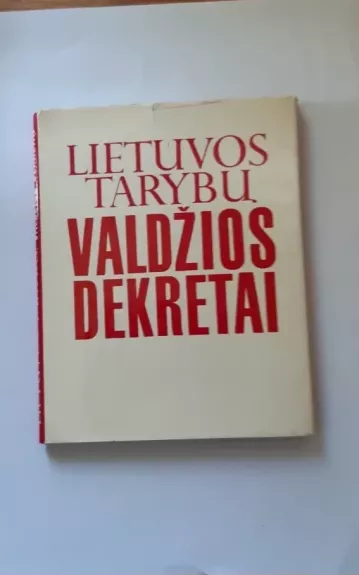 LIETUVOS
TARYBŲ
VALDŽIOS
DEKRETAI